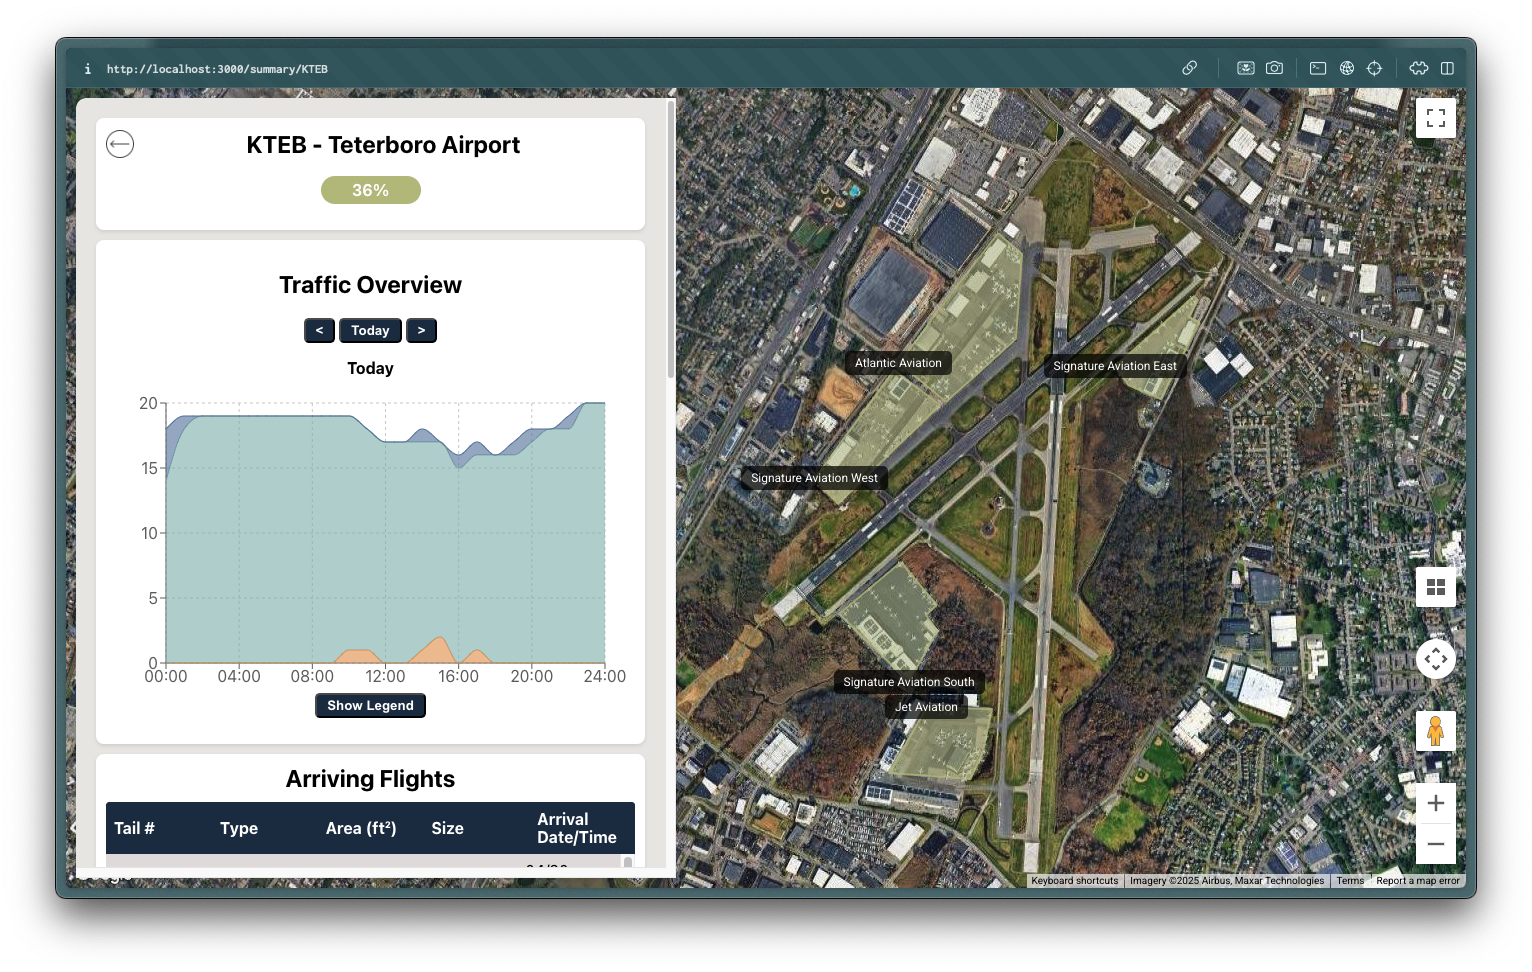 i http://localhost:3000/summary/KTEB
KTEB - Teterboro Airport
36%
Traffic Overview
< Today >
Today
20
15
10
5
0
00:00 04:00 08:00 12:00 16:00 20:00 24:00
Show Legend
Arriving Flights
Tail # Type Area (ft²) Size Arrival Date/Time
Atlantic Aviation
Signature Aviation East
Signature Aviation West
Signature Aviation South
Jet Aviation
Keyboard shortcuts Imagery ©2025 Airbus, Maxar Technologies Terms Report a map error